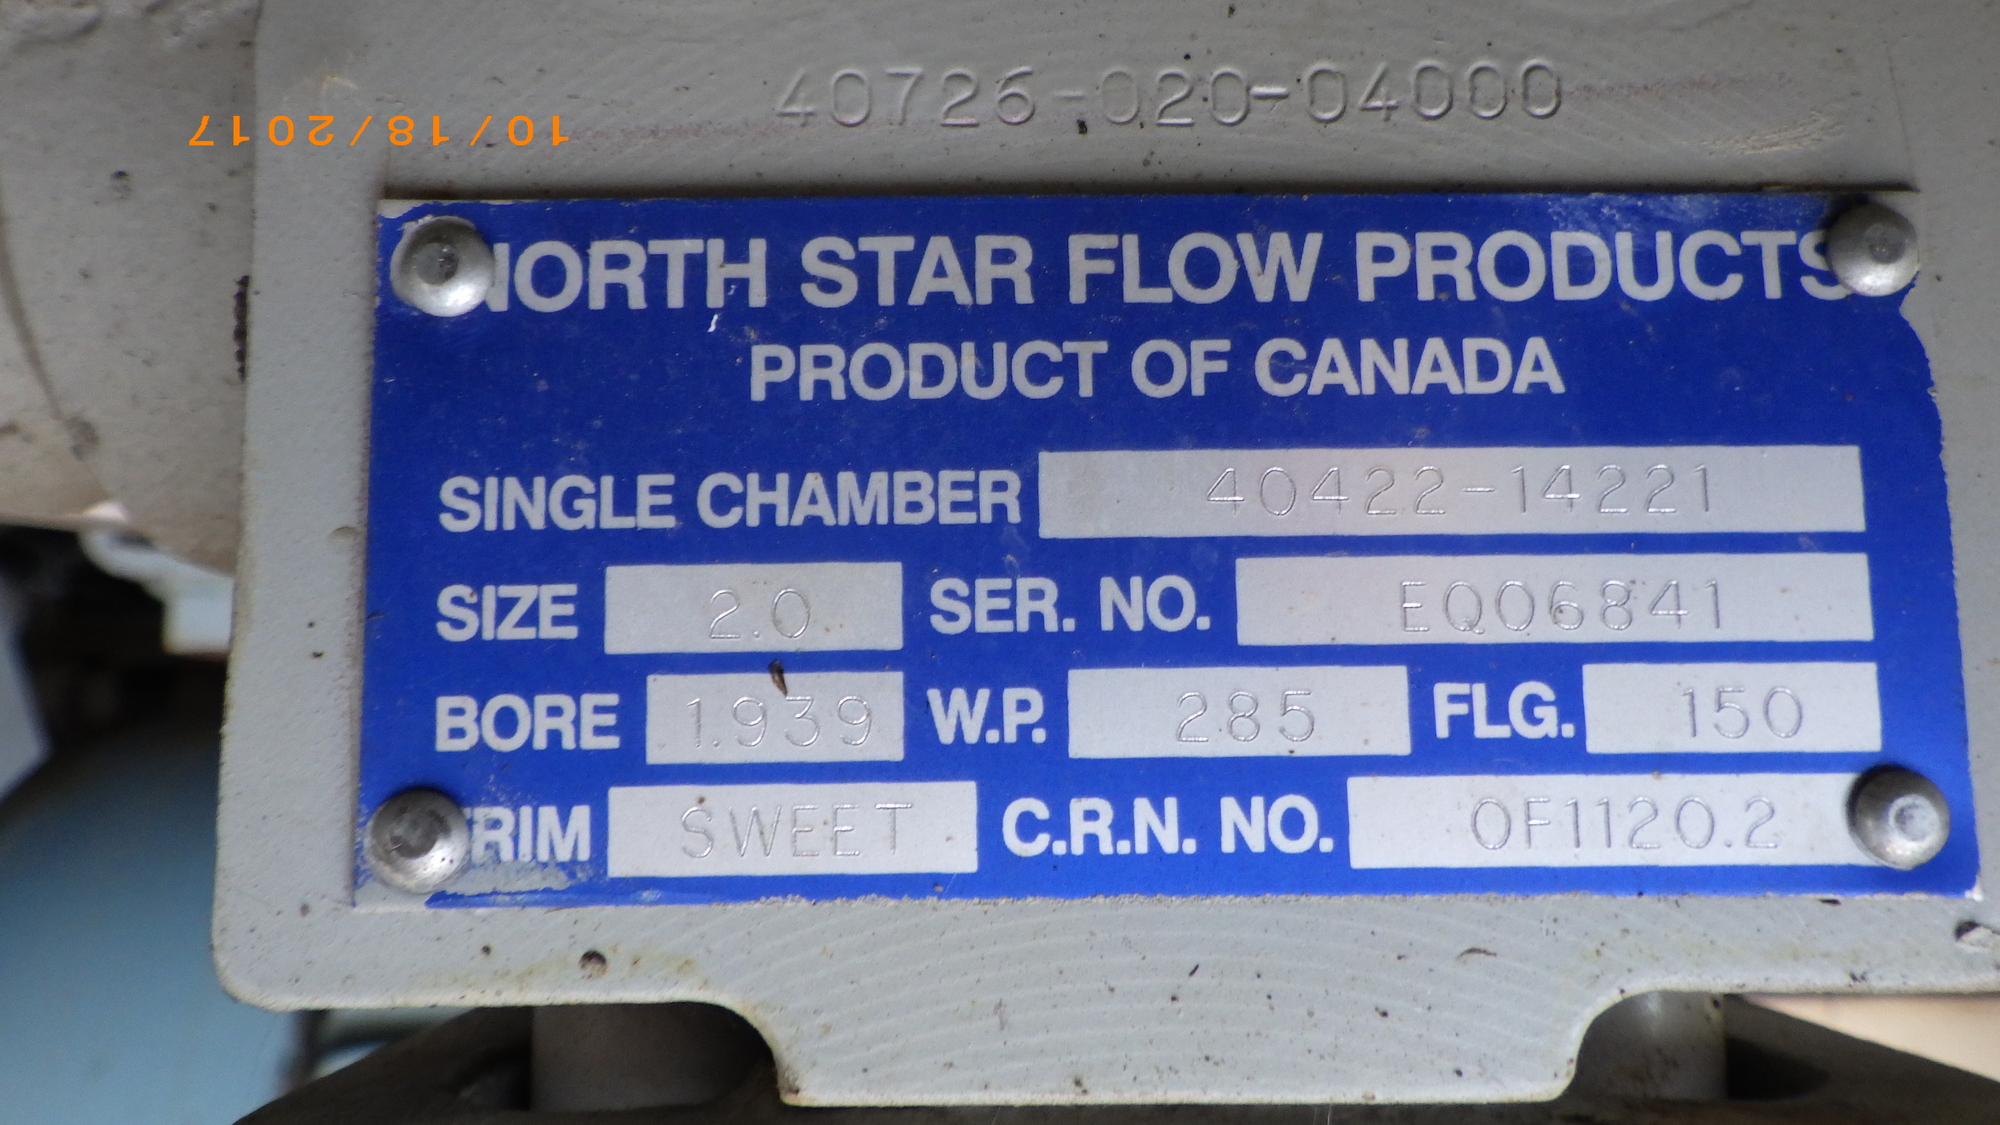 40726-020-04000
10/18/2017
NORTH STAR FLOW PRODUCTS
PRODUCT OF CANADA
SINGLE CHAMBER 40422-14221
SIZE 2.0 SER. NO. EQ06841
BORE 1.939 W.P. 285 FLG. 150
TRIM SWEET C.R.N. NO. 0F1120.2